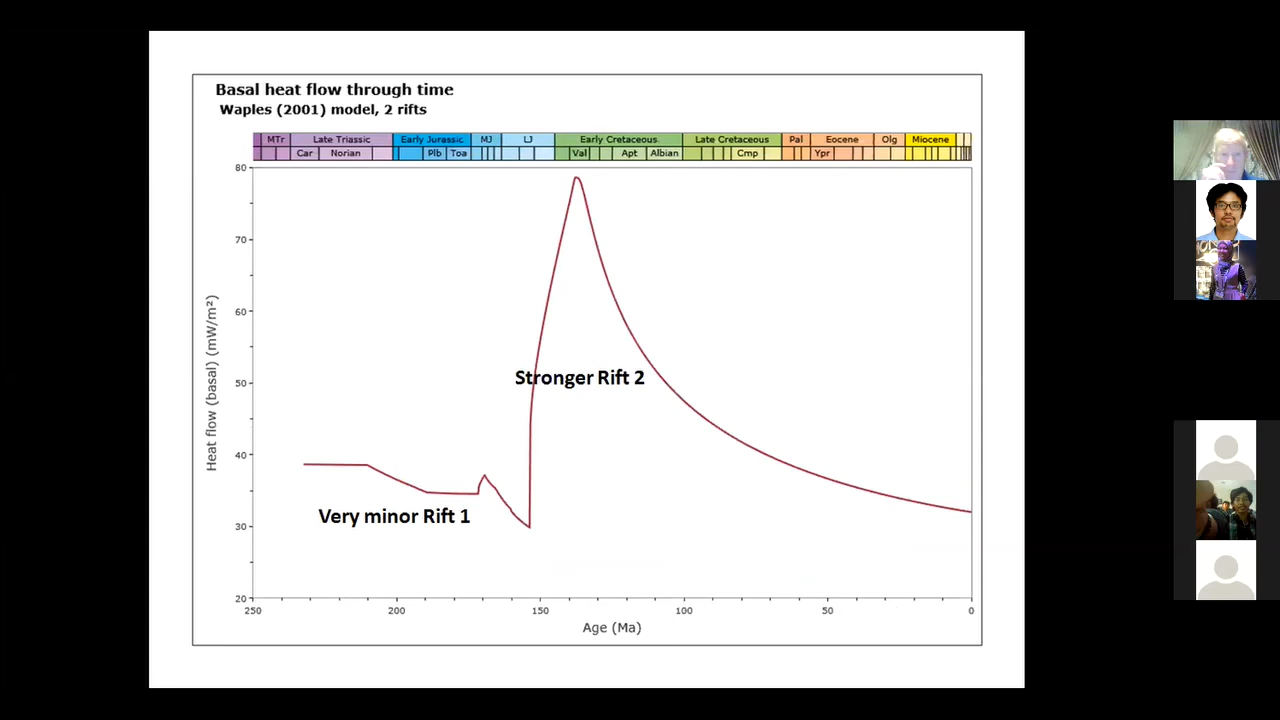 Basal heat flow through time
Waples (2001) model, 2 rifts
MTr Late Triassic Early Jurassic MJ LJ Early Cretaceous Late Cretaceous Pal Eocene Olg Miocene
Car Norian Plb Toa Val Apt Albian Cmp Ypr
80
70
60
50
40
30
20
Heat flow (basal) (mW/m²)
Stronger Rift 2
Very minor Rift 1
250 200 150 100 50 0
Age (Ma)